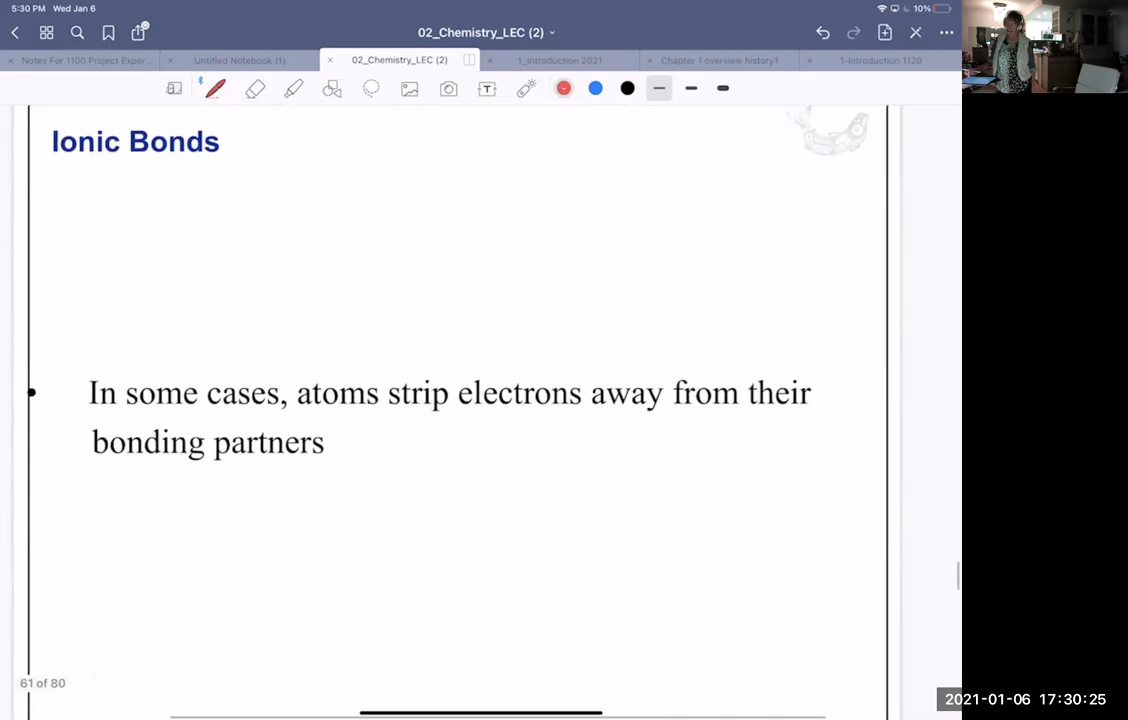 5:30 PM Wed Jan 6
10%
02_Chemistry_LEC (2)
Notes For 1100 Project Exper...
Untitled Notebook (1)
02_Chemistry_LEC (2)
1_Introduction 2021
Chapter 1 overview history1
1-Introduction 1120
T
Ionic Bonds
• In some cases, atoms strip electrons away from their
bonding partners
61 of 80
2021-01-06 17:30:25